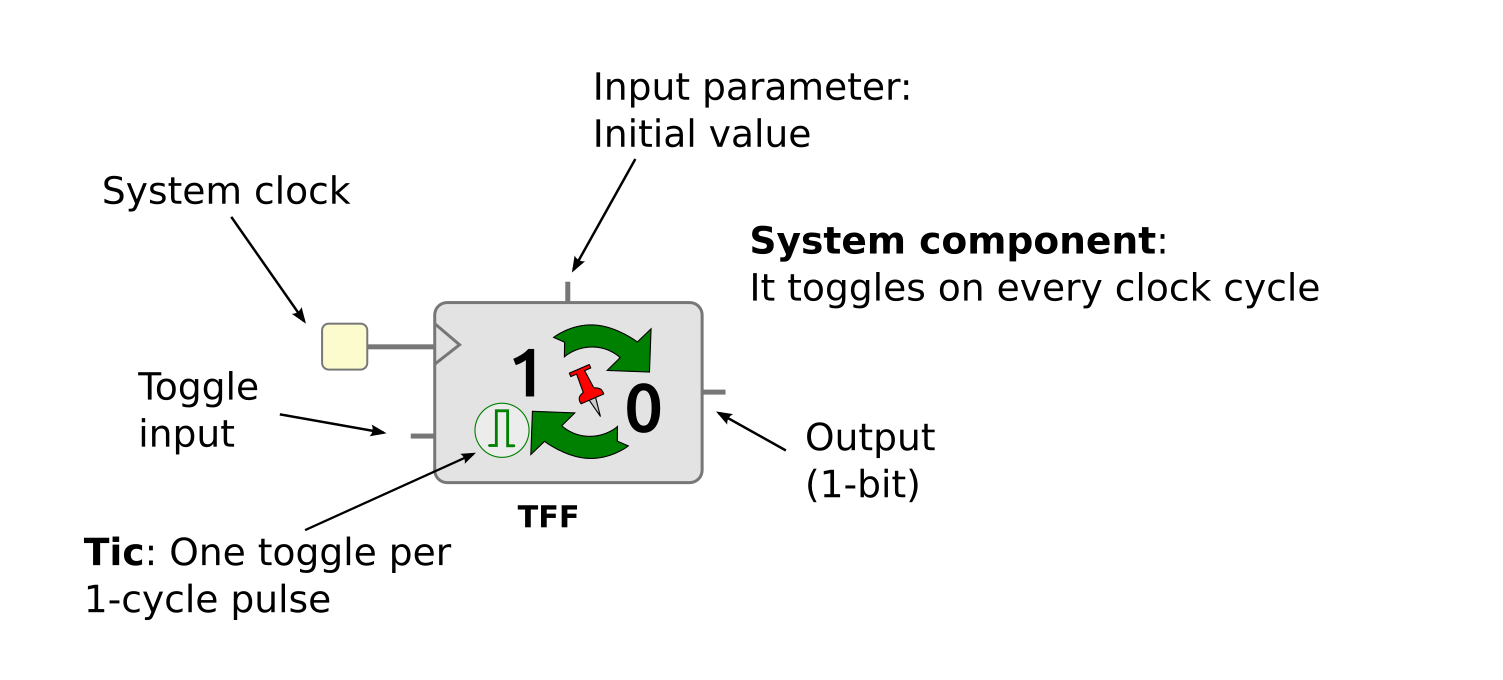 Input parameter:
Initial value
System clock
System component:
It toggles on every clock cycle
1
0
Toggle
input
Output
(1-bit)
TFF
Tic: One toggle per
1-cycle pulse